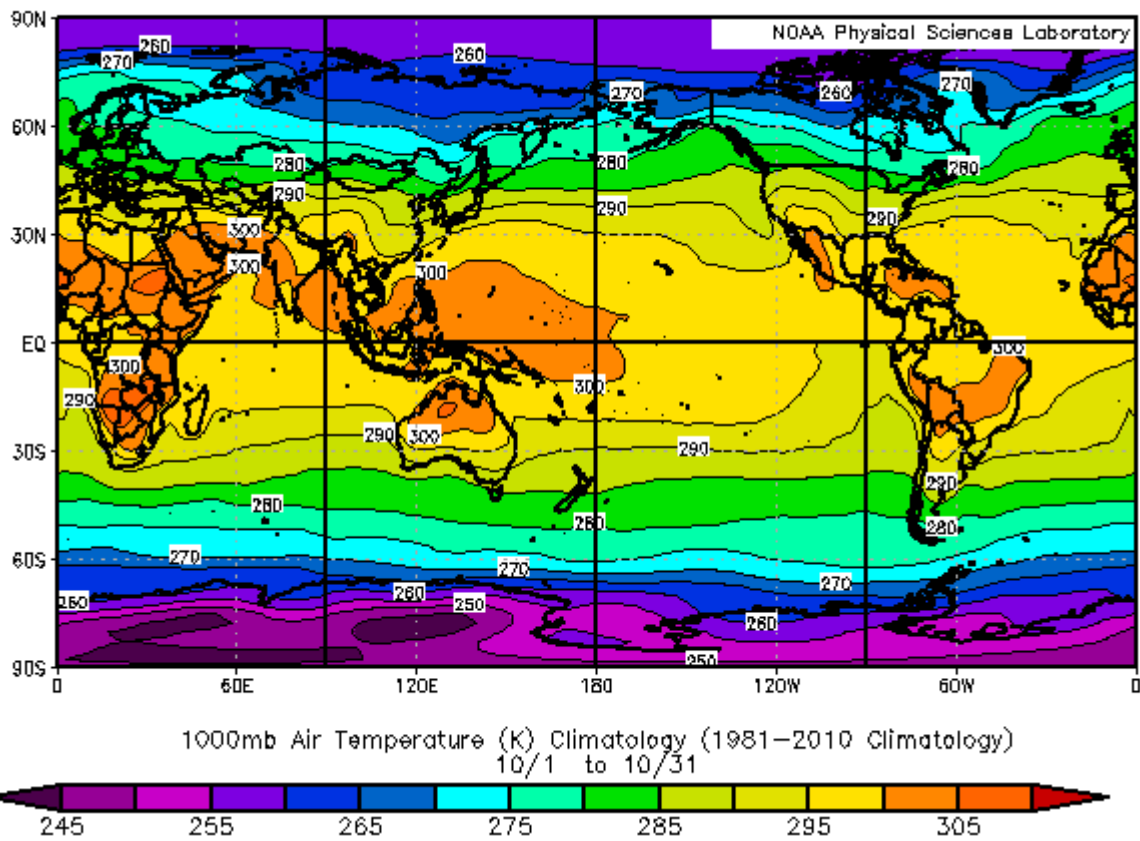 90N
NOAA Physical Sciences Laboratory
260
260
270
270
270
260
60N
280
280
280
290
290
290
30N
300
300
300
EQ
300
300
300
290
300
290
290
30S
290
280
280
280
60S
270
270
270
260
260
250
260
250
90S
0 60E 120E 180 120W 60W 0
1000mb Air Temperature (K) Climatology (1981–2010 Climatology)
10/1 to 10/31
245 255 265 275 285 295 305